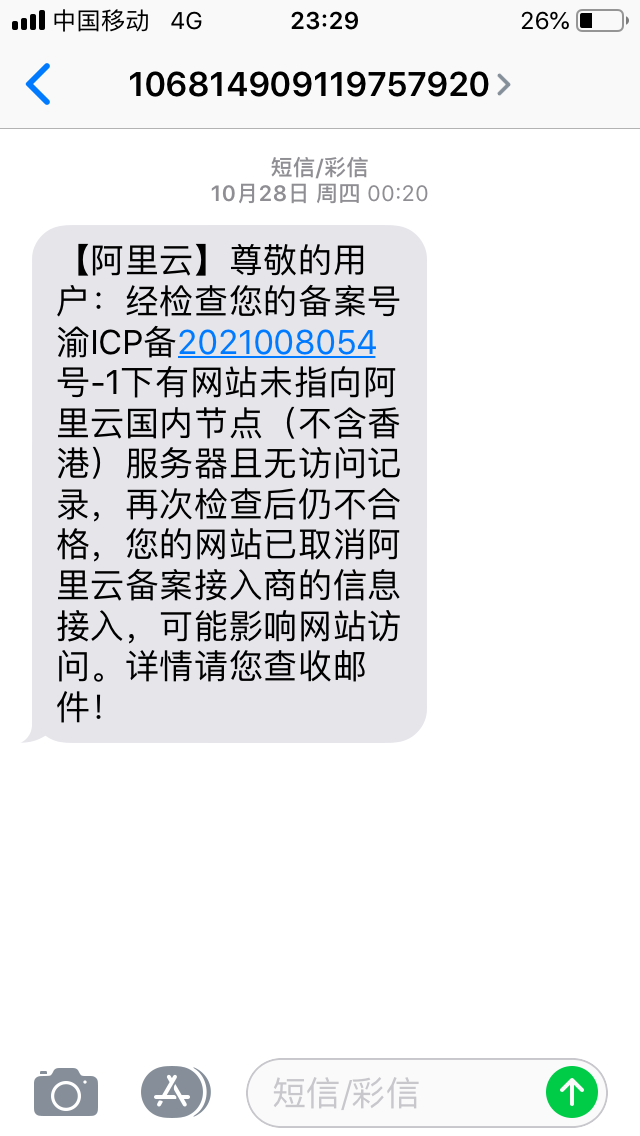 中国移动 4G 23:29 26%
106814909119757920
短信/彩信
10月28日 周四 00:20
【阿里云】尊敬的用
户：经检查您的备案号
渝ICP备2021008054
号-1下有网站未指向阿
里云国内节点（不含香
港）服务器且无访问记
录，再次检查后仍不合
格，您的网站已取消阿
里云备案接入商的信息
接入，可能影响网站访
问。详情请您查收邮
件！
短信/彩信